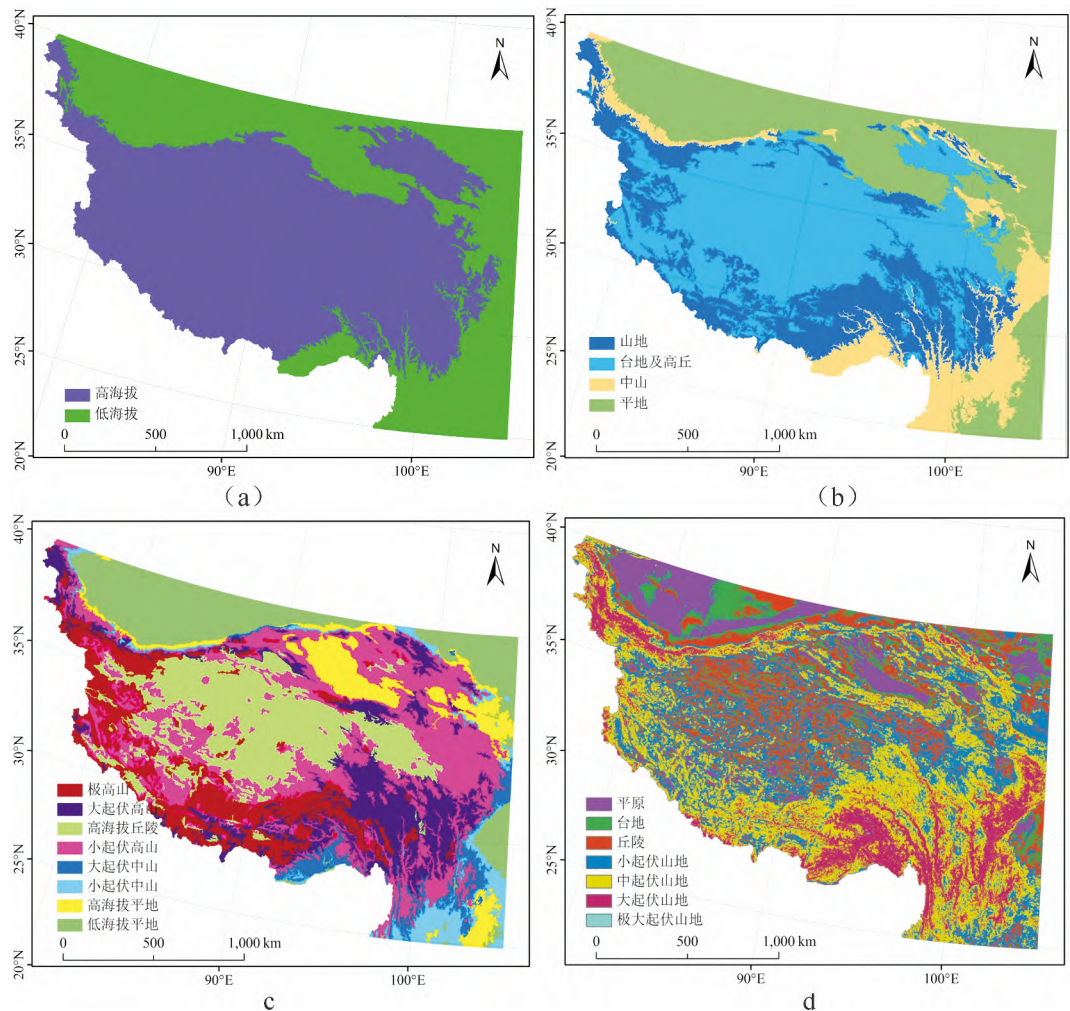 40°N
35°N
30°N
25°N
20°N
N
高海拔
低海拔
0 500 1,000 km
90°E 100°E
(a)
40°N
35°N
30°N
25°N
20°N
N
山地
台地及高丘
中山
平地
0 500 1,000 km
90°E 100°E
(b)
40°N
35°N
30°N
25°N
20°N
N
极高山
大起伏高山
高海拔丘陵
小起伏高山
大起伏中山
小起伏中山
高海拔平地
低海拔平地
0 500 1,000 km
90°E 100°E
c
40°N
35°N
30°N
25°N
20°N
N
平原
台地
丘陵
小起伏山地
中起伏山地
大起伏山地
极大起伏山地
0 500 1,000 km
90°E 100°E
d